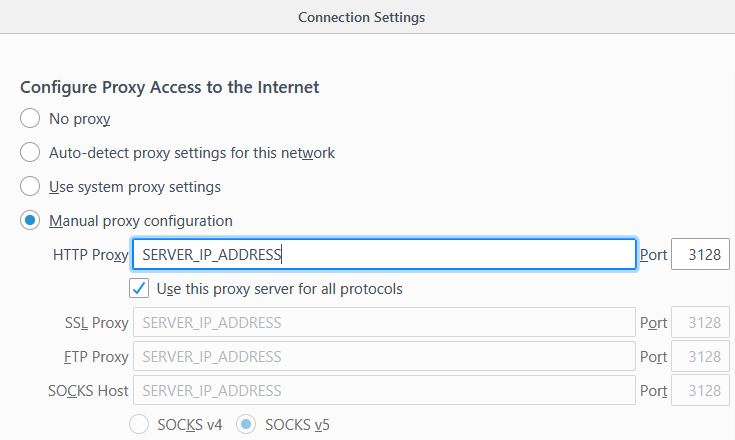 Connection Settings
Configure Proxy Access to the Internet
No proxy
Auto-detect proxy settings for this network
Use system proxy settings
Manual proxy configuration
HTTP Proxy SERVER_IP_ADDRESS Port 3128
Use this proxy server for all protocols
SSL Proxy SERVER_IP_ADDRESS Port 3128
FTP Proxy SERVER_IP_ADDRESS Port 3128
SOCKS Host SERVER_IP_ADDRESS Port 3128
SOCKS v4 SOCKS v5